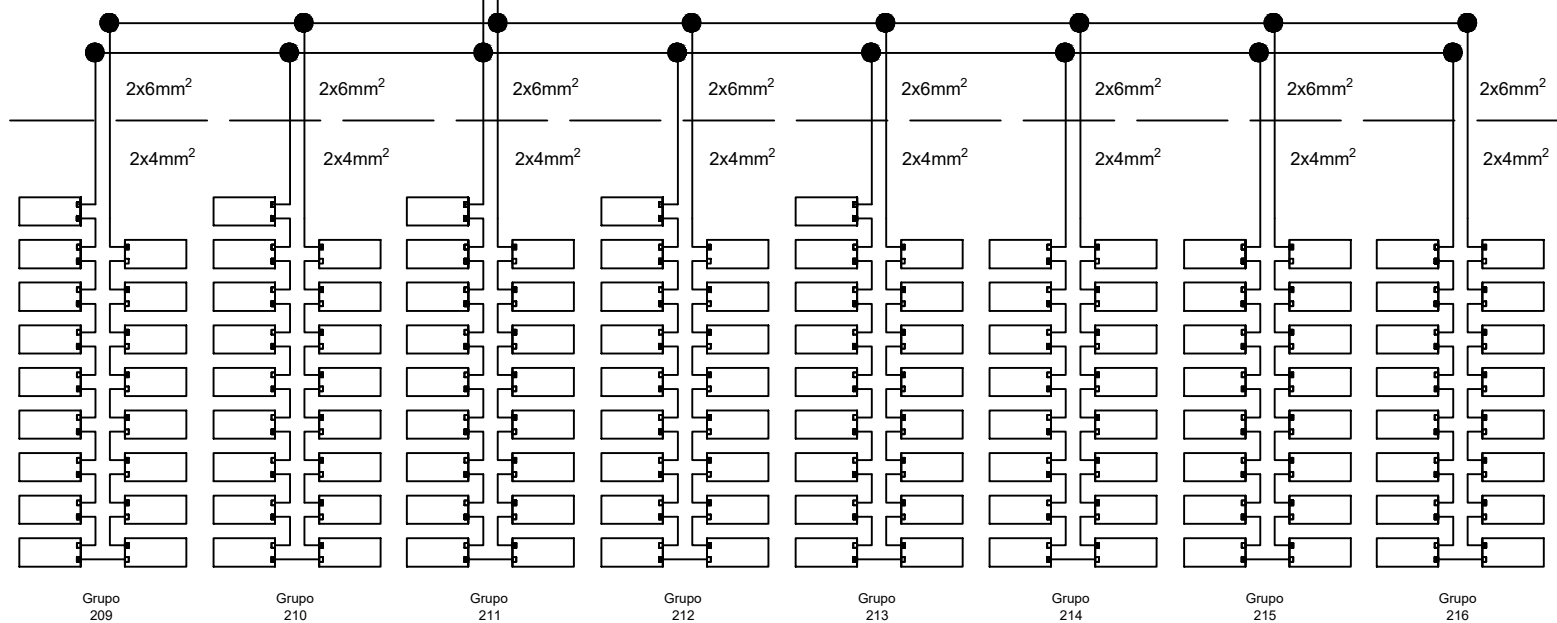 2x6mm² 2x6mm² 2x6mm² 2x6mm² 2x6mm² 2x6mm² 2x6mm² 2x6mm²
2x4mm² 2x4mm² 2x4mm² 2x4mm² 2x4mm² 2x4mm² 2x4mm² 2x4mm²
Grupo Grupo Grupo Grupo Grupo Grupo Grupo Grupo
209 210 211 212 213 214 215 216